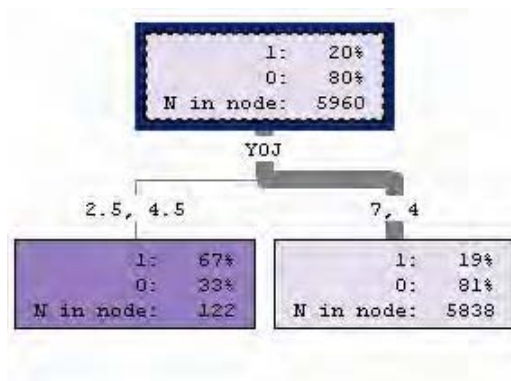 1: 20%
0: 80%
N in node: 5960
YOJ
2.5, 4.5
7, 4
1: 67%
0: 33%
N in node: 122
1: 19%
0: 81%
N in node: 5838